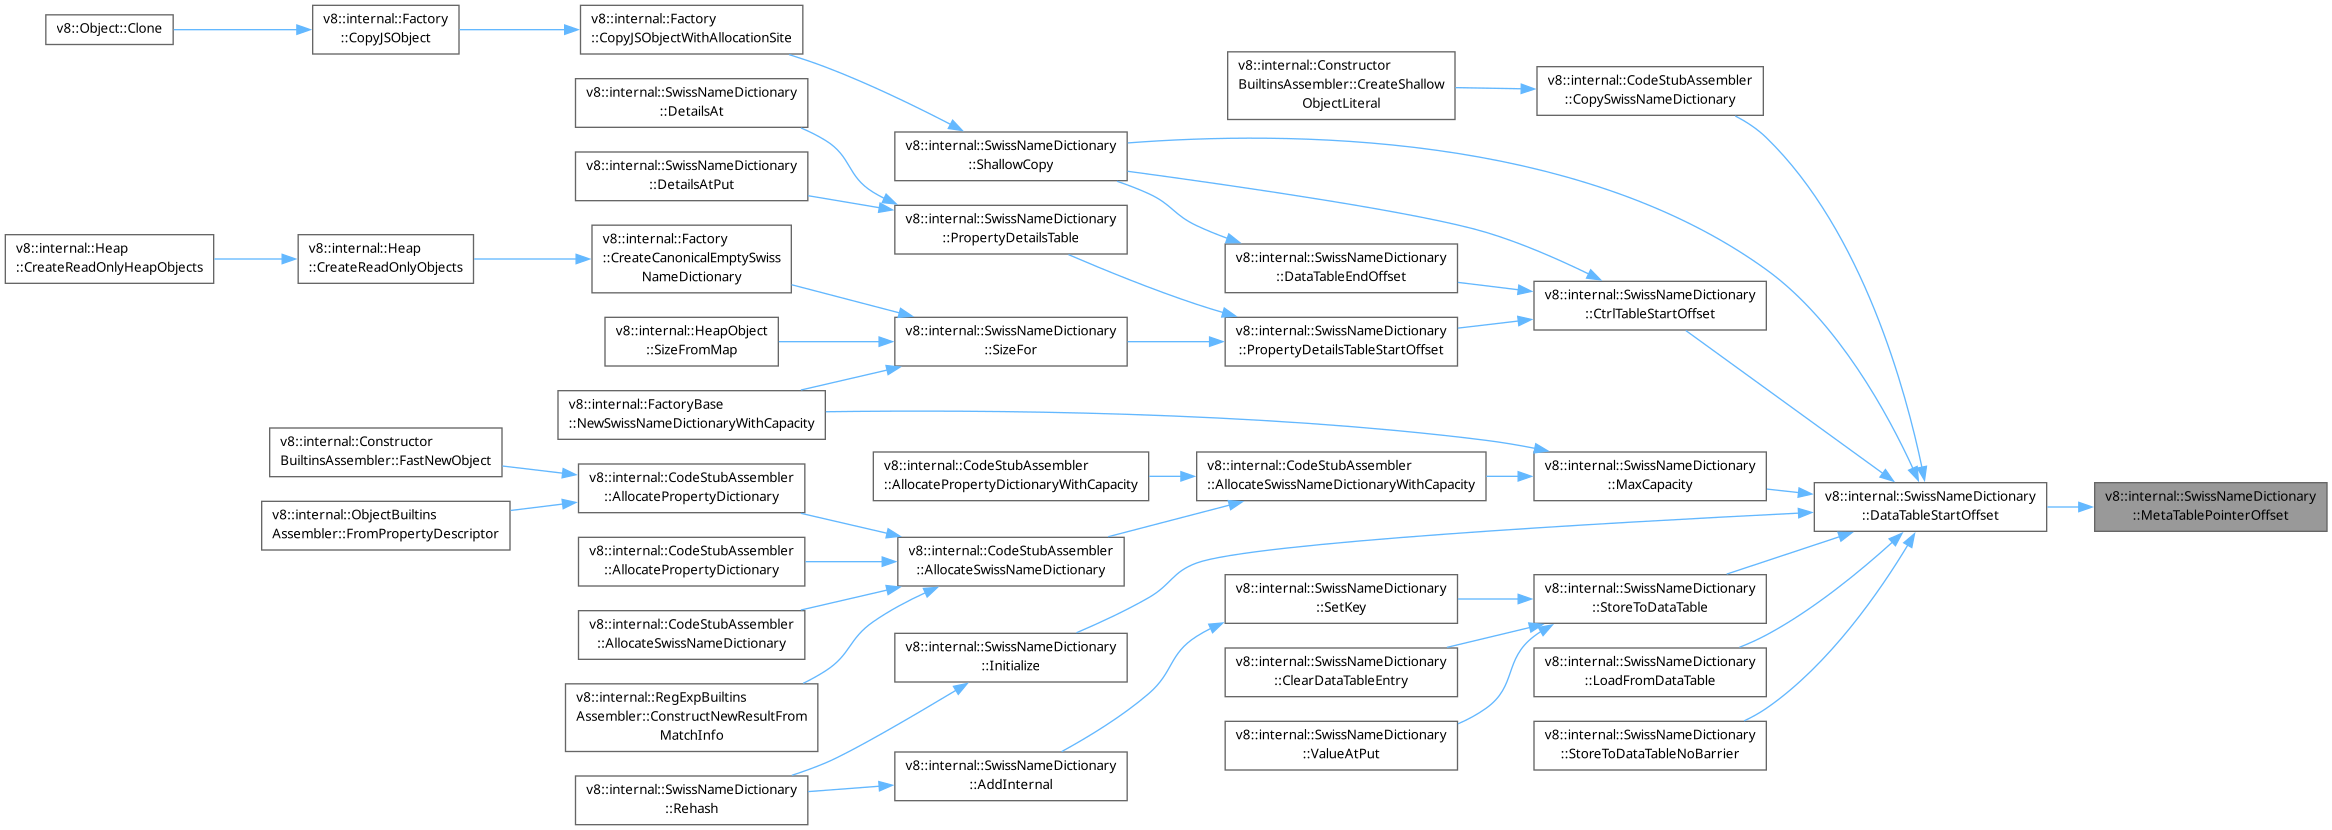 v8::Object::Clone
v8::internal::Factory
::CopyJSObject
v8::internal::Factory
::CopyJSObjectWithAllocationSite
v8::internal::SwissNameDictionary
::DetailsAt
v8::internal::SwissNameDictionary
::DetailsAtPut
v8::internal::Heap
::CreateReadOnlyHeapObjects
v8::internal::Heap
::CreateReadOnlyObjects
v8::internal::Factory
::CreateCanonicalEmptySwiss
NameDictionary
v8::internal::HeapObject
::SizeFromMap
v8::internal::FactoryBase
::NewSwissNameDictionaryWithCapacity
v8::internal::Constructor
BuiltinsAssembler::FastNewObject
v8::internal::ObjectBuiltins
Assembler::FromPropertyDescriptor
v8::internal::CodeStubAssembler
::AllocatePropertyDictionary
v8::internal::CodeStubAssembler
::AllocatePropertyDictionary
v8::internal::CodeStubAssembler
::AllocateSwissNameDictionary
v8::internal::RegExpBuiltins
Assembler::ConstructNewResultFrom
MatchInfo
v8::internal::SwissNameDictionary
::Rehash
v8::internal::SwissNameDictionary
::ShallowCopy
v8::internal::SwissNameDictionary
::PropertyDetailsTable
v8::internal::SwissNameDictionary
::SizeFor
v8::internal::CodeStubAssembler
::AllocatePropertyDictionaryWithCapacity
v8::internal::CodeStubAssembler
::AllocateSwissNameDictionary
v8::internal::SwissNameDictionary
::Initialize
v8::internal::SwissNameDictionary
::AddInternal
v8::internal::Constructor
BuiltinsAssembler::CreateShallow
ObjectLiteral
v8::internal::SwissNameDictionary
::DataTableEndOffset
v8::internal::SwissNameDictionary
::PropertyDetailsTableStartOffset
v8::internal::CodeStubAssembler
::AllocateSwissNameDictionaryWithCapacity
v8::internal::SwissNameDictionary
::SetKey
v8::internal::SwissNameDictionary
::ClearDataTableEntry
v8::internal::SwissNameDictionary
::ValueAtPut
v8::internal::CodeStubAssembler
::CopySwissNameDictionary
v8::internal::SwissNameDictionary
::CtrlTableStartOffset
v8::internal::SwissNameDictionary
::MaxCapacity
v8::internal::SwissNameDictionary
::StoreToDataTable
v8::internal::SwissNameDictionary
::LoadFromDataTable
v8::internal::SwissNameDictionary
::StoreToDataTableNoBarrier
v8::internal::SwissNameDictionary
::DataTableStartOffset
v8::internal::SwissNameDictionary
::MetaTablePointerOffset